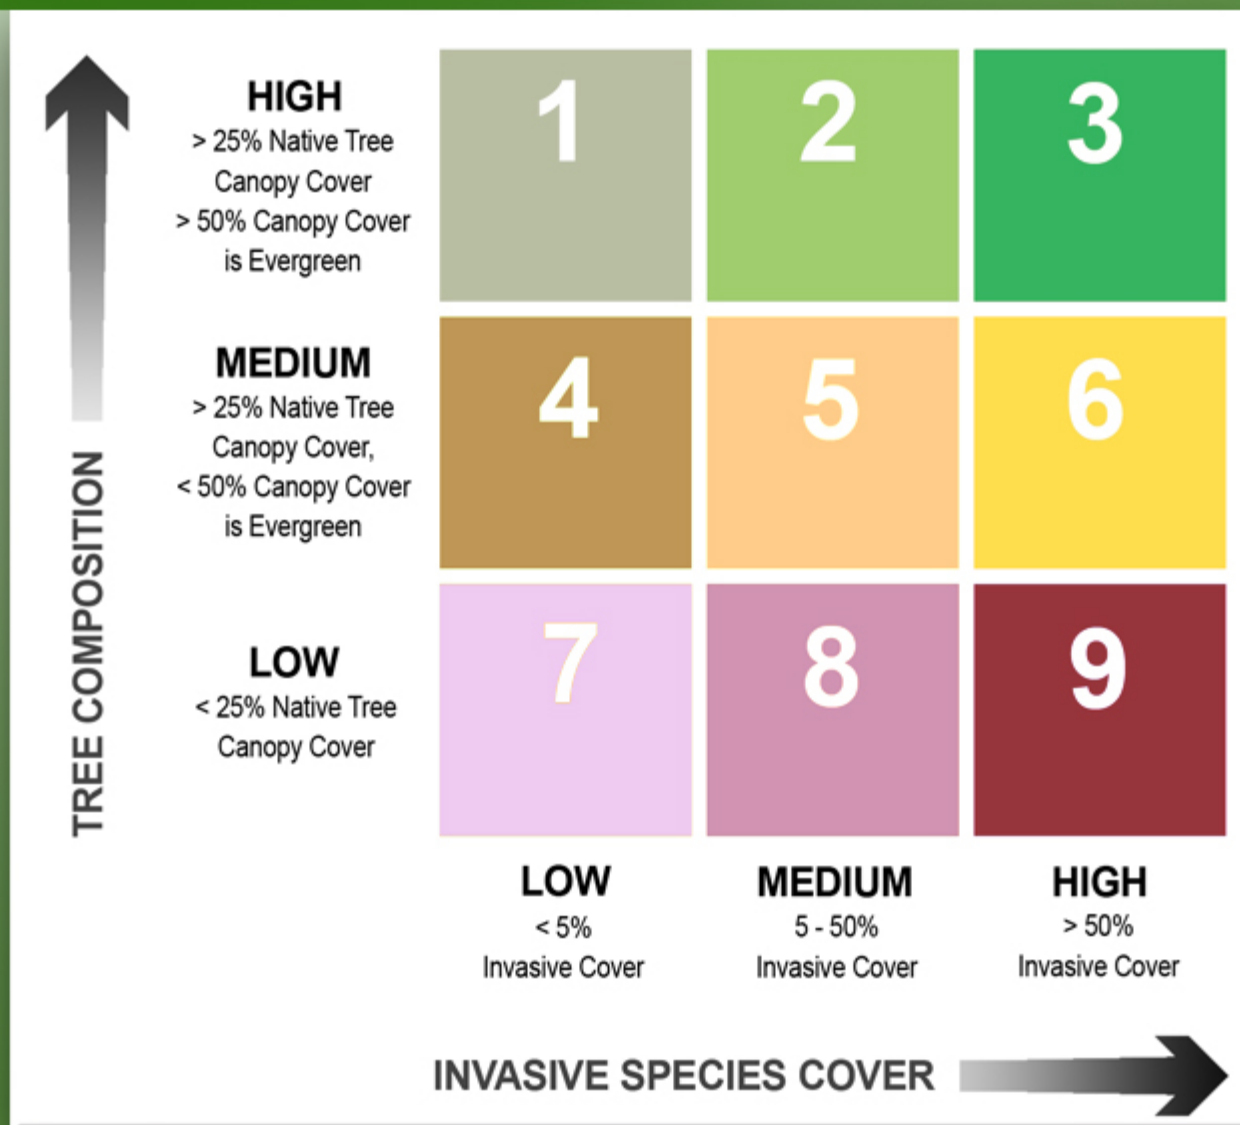 HIGH
> 25% Native Tree
Canopy Cover
> 50% Canopy Cover
is Evergreen
1
2
3
MEDIUM
> 25% Native Tree
Canopy Cover,
< 50% Canopy Cover
is Evergreen
4
5
6
LOW
< 25% Native Tree
Canopy Cover
7
8
9
TREE COMPOSITION
LOW
< 5%
Invasive Cover
MEDIUM
5 - 50%
Invasive Cover
HIGH
> 50%
Invasive Cover
INVASIVE SPECIES COVER